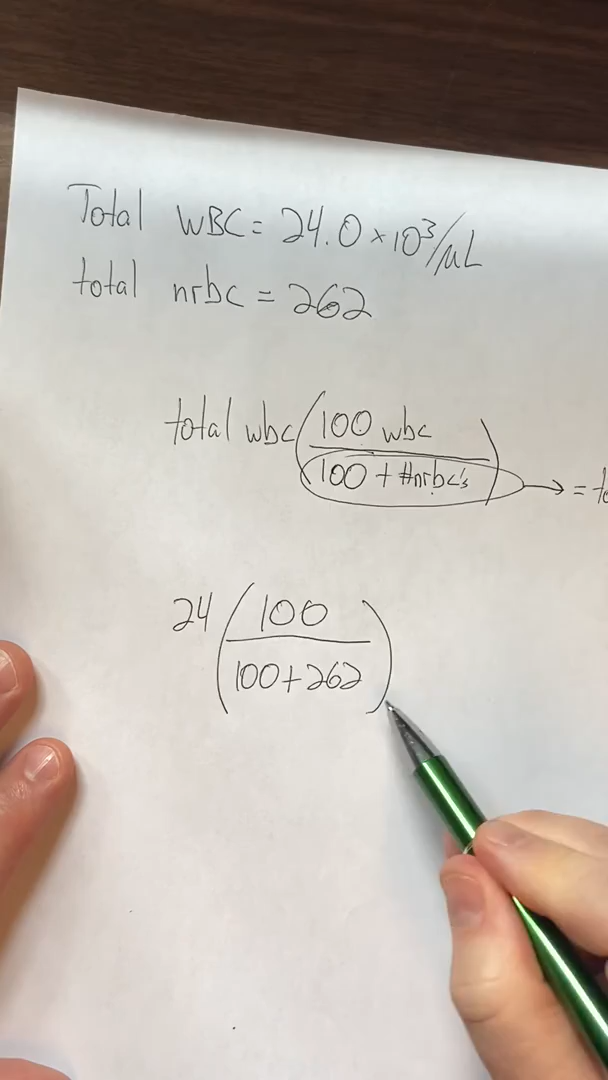 Total WBC = 24.0 × 10³/µL
total nrbc = 262
total wbc (100 wbc / 100 + #nrbc's) → =
24 (100 / 100+262)